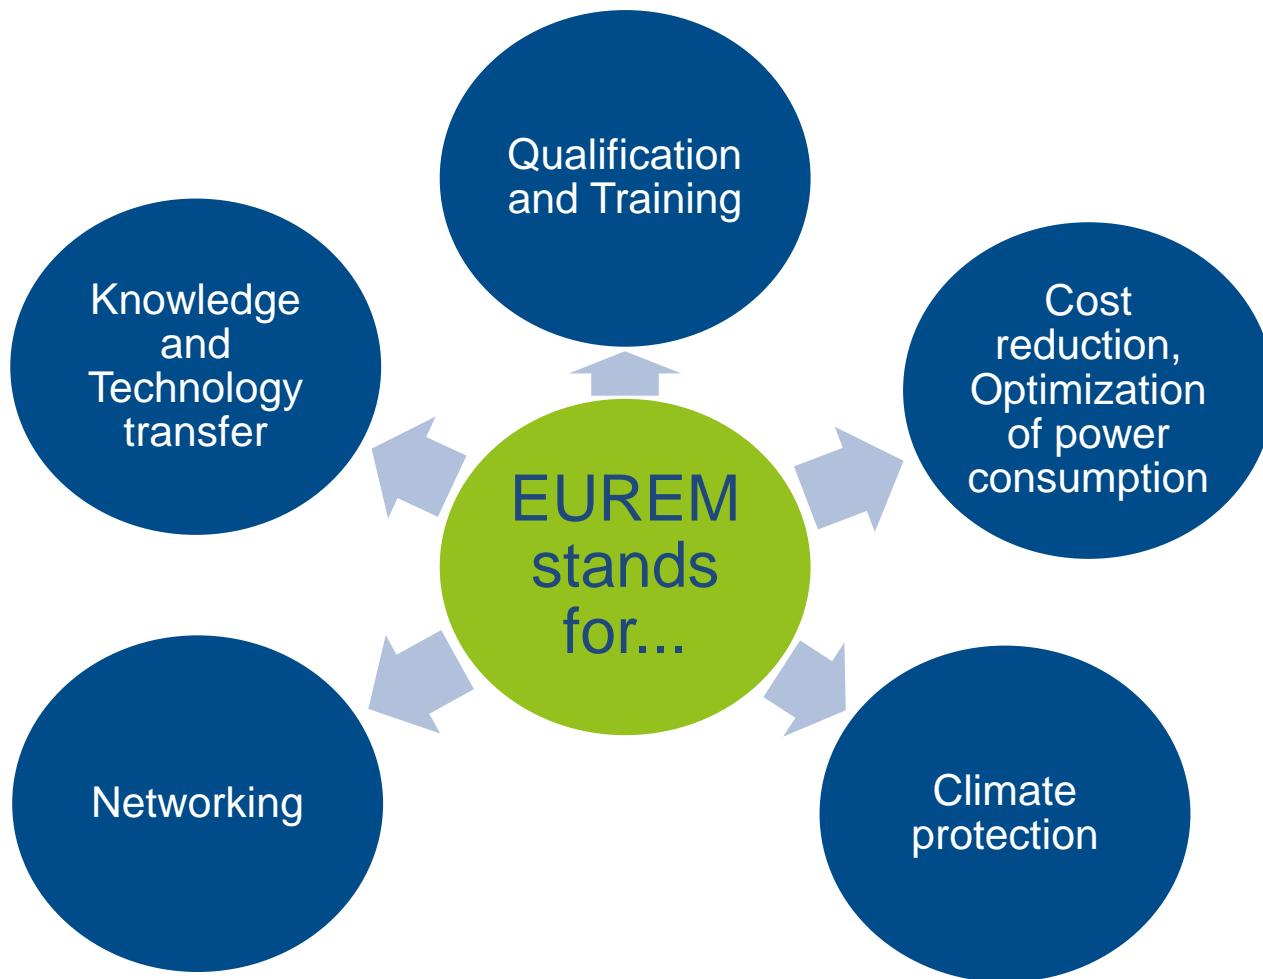 Qualification
and Training
Knowledge
and
Technology
transfer
Cost
reduction,
Optimization
of power
consumption
EUREM
stands
for...
Networking
Climate
protection